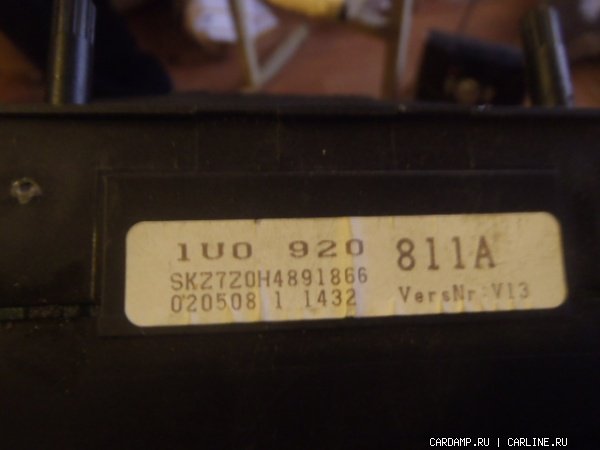 1U0 920 811A
SKZ7Z0H4891866
020508 1 1432 VersNr:V13
CARDAMP.RU | CARLINE.RU